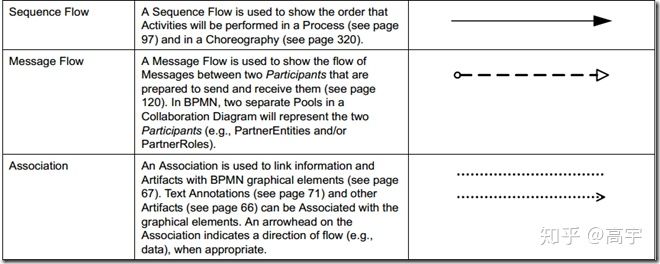 Sequence Flow
A Sequence Flow is used to show the order that
Activities will be performed in a Process (see page
97) and in a Choreography (see page 320).
Message Flow
A Message Flow is used to show the flow of
Messages between two Participants that are
prepared to send and receive them (see page
120). In BPMN, two separate Pools in a
Collaboration Diagram will represent the two
Participants (e.g., PartnerEntities and/or
PartnerRoles).
Association
An Association is used to link information and
Artifacts with BPMN graphical elements (see page
67). Text Annotations (see page 71) and other
Artifacts (see page 66) can be Associated with the
graphical elements. An arrowhead on the
Association indicates a direction of flow (e.g.,
data), when appropriate.
知乎 @高宇